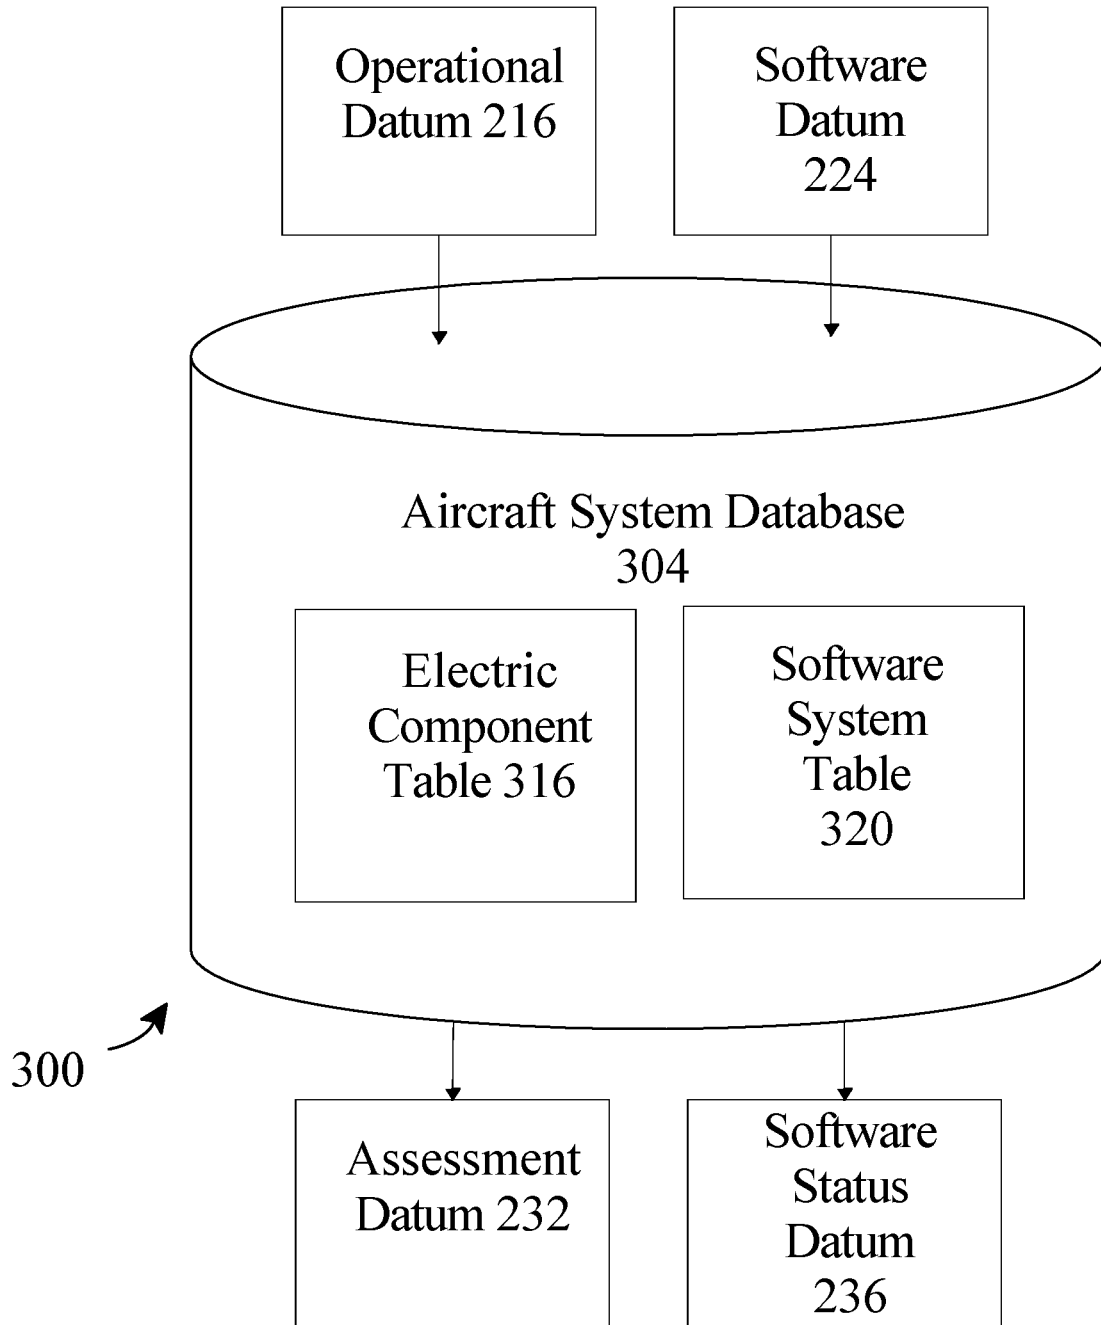 Operational
Datum 216
Software
Datum
224
Aircraft System Database
304
Electric
Component
Table 316
Software
System
Table
320
300
Assessment
Datum 232
Software
Status
Datum
236